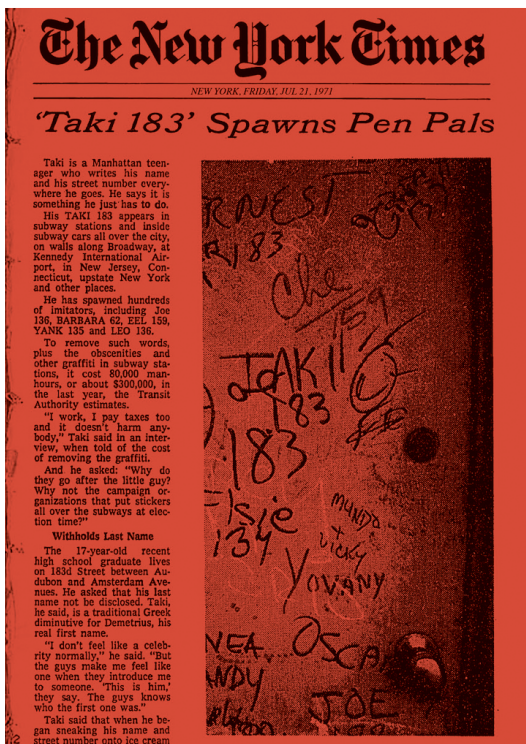 The New York Times
NEW YORK, FRIDAY, JUL 21, 1971
‘Taki 183’ Spawns Pen Pals
Taki is a Manhattan teen-
ager who writes his name
and his street number every-
where he goes. He says it is
something he just has to do.
His TAKI 183 appears in
subway stations and inside
subway cars all over the city,
on walls along Broadway, at
Kennedy International Air-
port, in New Jersey, Con-
necticut, upstate New York
and other places.
He has spawned hundreds
of imitators, including Joe
136, BARBARA 62, EEL 159,
YANK 135 and LEO 136.
To remove such words,
plus the obscenities and
other graffiti in subway sta-
tions, it cost 80,000 man-
hours, or about $300,000, in
the last year, the Transit
Authority estimates.
“I work, I pay taxes too
and it doesn’t harm any-
body,” Taki said in an inter-
view, when told of the cost
of removing the graffiti.
And he asked: “Why do
they go after the little guy?
Why not the campaign or-
ganizations that put stickers
all over the subways at elec-
tion time?”
Withholds Last Name
The 17-year-old recent
high school graduate lives
on 183d Street between Au-
dubon and Amsterdam Ave-
nues. He asked that his last
name not be disclosed. Taki,
he said, is a traditional Greek
diminutive for Demetrius, his
real first name.
“I don’t feel like a celeb-
rity normally,” he said. “But
the guys make me feel like
one when they introduce me
to someone. ‘This is him,’
they say. The guys knows
who the first one was.”
Taki said that when he be-
gan sneaking his name and
street number onto ice cream
RNEST
R 183
Che
159
TAKI
183
183
Elsie
134
MUNDO
+
VICKY
YOVANY
OSCA
NEA
ANDY
JOE